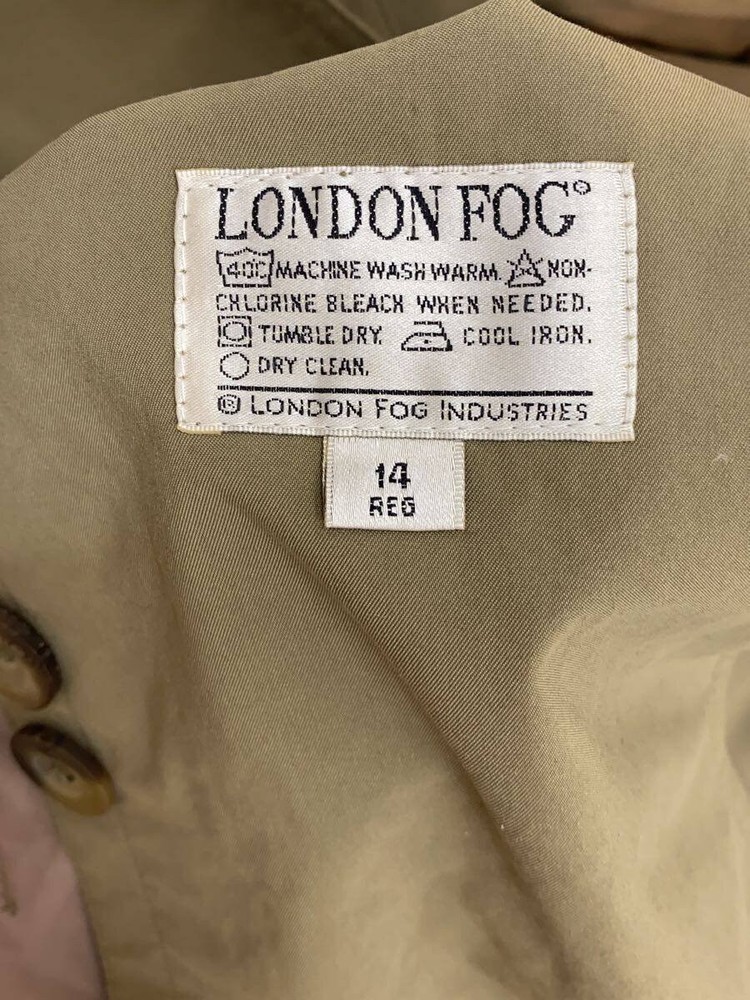 LONDON FOG®
40C MACHINE WASH WARM. NON-
CHLORINE BLEACH WHEN NEEDED.
TUMBLE DRY. COOL IRON.
DRY CLEAN.
® LONDON FOG INDUSTRIES
14
REG